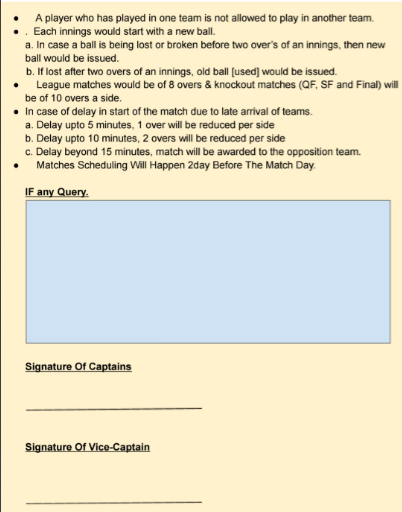 • A player who has played in one team is not allowed to play in another team.
• . Each innings would start with a new ball.
a. In case a ball is being lost or broken before two over's of an innings, then new
ball would be issued.
b. If lost after two overs of an innings, old ball [used] would be issued.
• League matches would be of 8 overs & knockout matches (QF, SF and Final) will
be of 10 overs a side.
• In case of delay in start of the match due to late arrival of teams.
a. Delay upto 5 minutes, 1 over will be reduced per side
b. Delay upto 10 minutes, 2 overs will be reduced per side
c. Delay beyond 15 minutes, match will be awarded to the opposition team.
• Matches Scheduling Will Happen 2day Before The Match Day.
IF any Query.
Signature Of Captains
Signature Of Vice-Captain